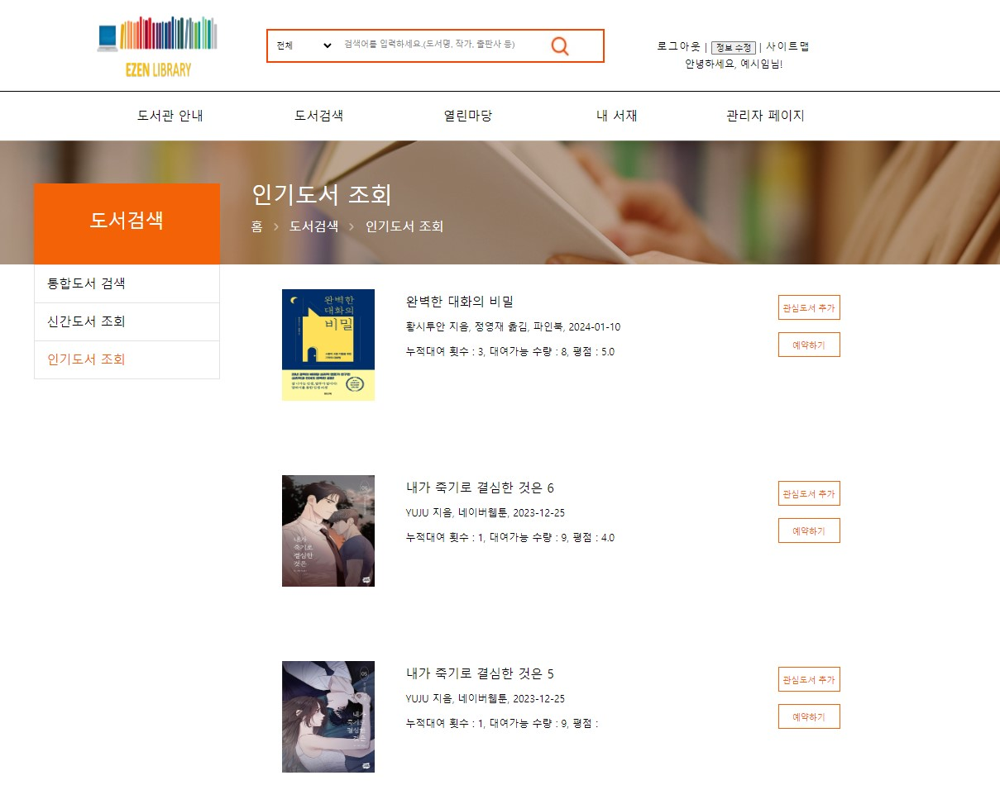 EZEN LIBRARY
전체
검색어를 입력하세요.(도서명, 작가, 출판사 등)
로그아웃 | 정보 수정 | 사이트맵
안녕하세요, 예시임님!
도서관 안내 도서검색 열린마당 내 서재 관리자 페이지
인기도서 조회
홈 > 도서검색 > 인기도서 조회
도서검색
통합도서 검색
신간도서 조회
인기도서 조회
완벽한
대화의
비밀
완벽한 대화의 비밀
황시투안 지음, 정영재 옮김, 파인북, 2024-01-10
누적대여 횟수 : 3, 대여가능 수량 : 8, 평점 : 5.0
관심도서 추가
예약하기
내가
죽기로
결심한
것은
내가 죽기로 결심한 것은 6
YUJU 지음, 네이버웹툰, 2023-12-25
누적대여 횟수 : 1, 대여가능 수량 : 9, 평점 : 4.0
관심도서 추가
예약하기
05
내가
죽기로
결심한
것은
내가 죽기로 결심한 것은 5
YUJU 지음, 네이버웹툰, 2023-12-25
누적대여 횟수 : 1, 대여가능 수량 : 9, 평점 :
관심도서 추가
예약하기